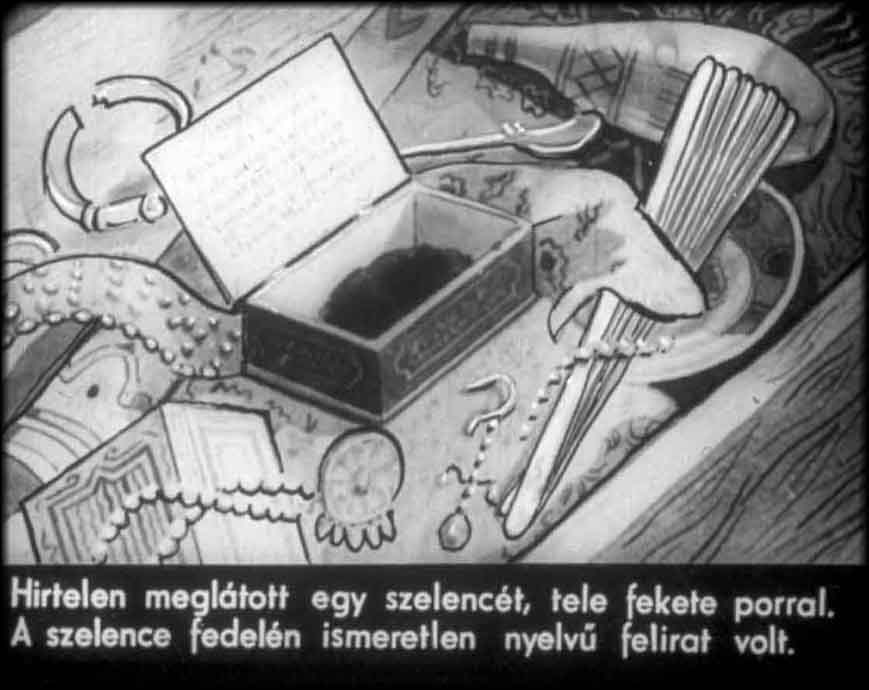 Hirtelen meglátott egy szelencét, tele fekete porral.
A szelence fedelén ismeretlen nyelvű felirat volt.